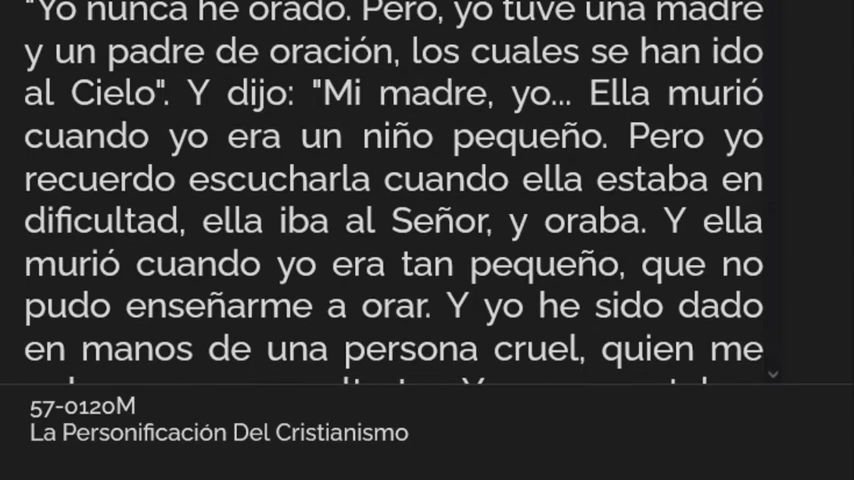 "Yo nunca he orado. Pero, yo tuve una madre
y un padre de oración, los cuales se han ido
al Cielo". Y dijo: "Mi madre, yo... Ella murió
cuando yo era un niño pequeño. Pero yo
recuerdo escucharla cuando ella estaba en
dificultad, ella iba al Señor, y oraba. Y ella
murió cuando yo era tan pequeño, que no
pudo enseñarme a orar. Y yo he sido dado
en manos de una persona cruel, quien me
57-0120M
La Personificación Del Cristianismo